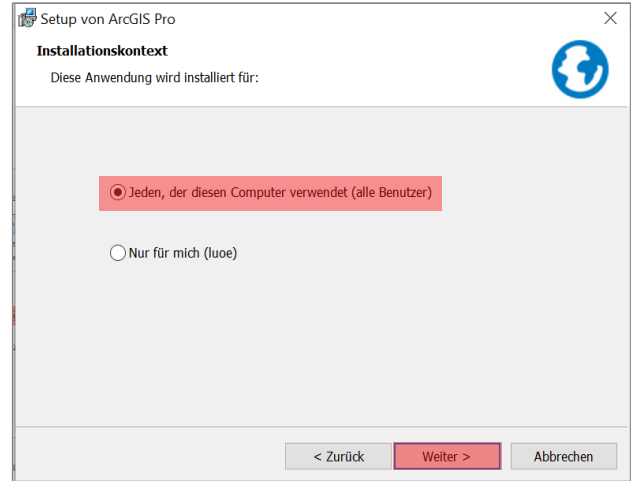 Setup von ArcGIS Pro
Installationskontext
Diese Anwendung wird installiert für:
Jeden, der diesen Computer verwendet (alle Benutzer)
Nur für mich (luoe)
< Zurück Weiter > Abbrechen